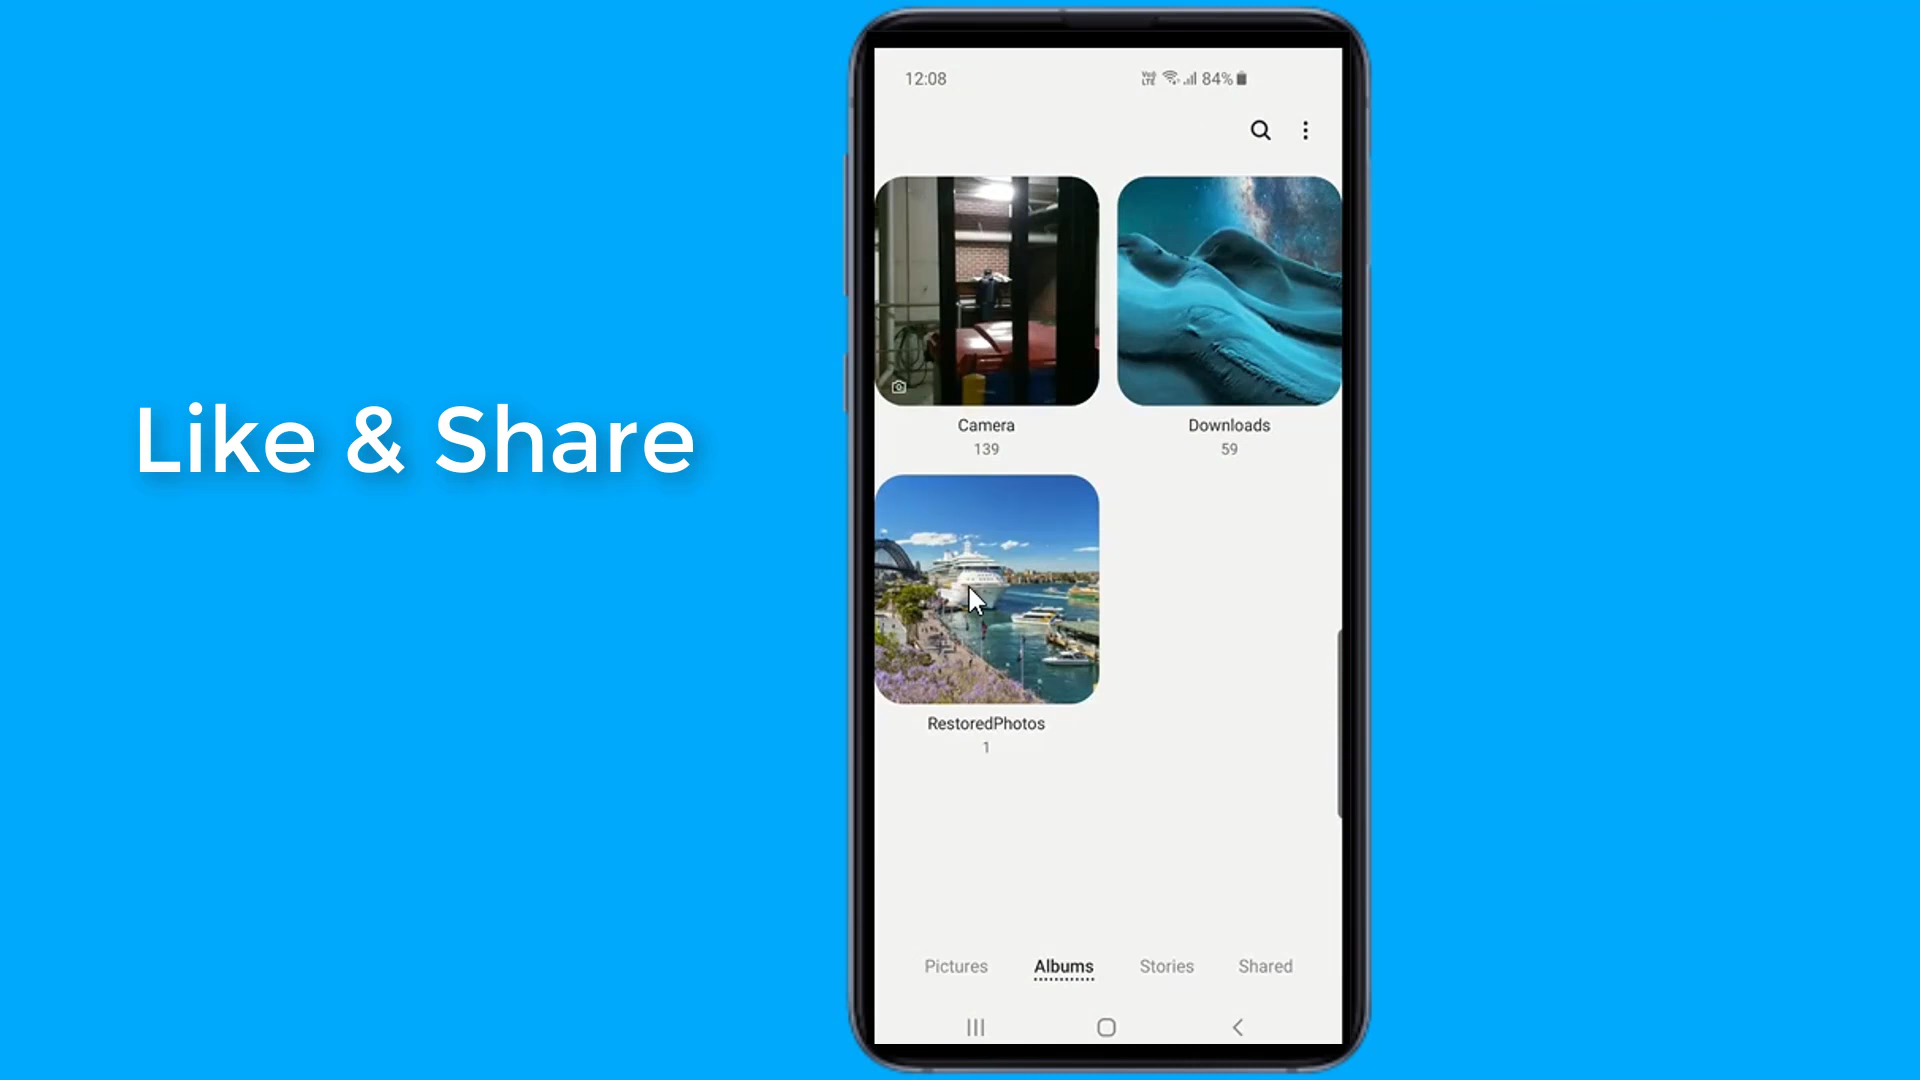 Like & Share
12:08
84%
Camera
139
Downloads
59
RestoredPhotos
1
Pictures
Albums
Stories
Shared